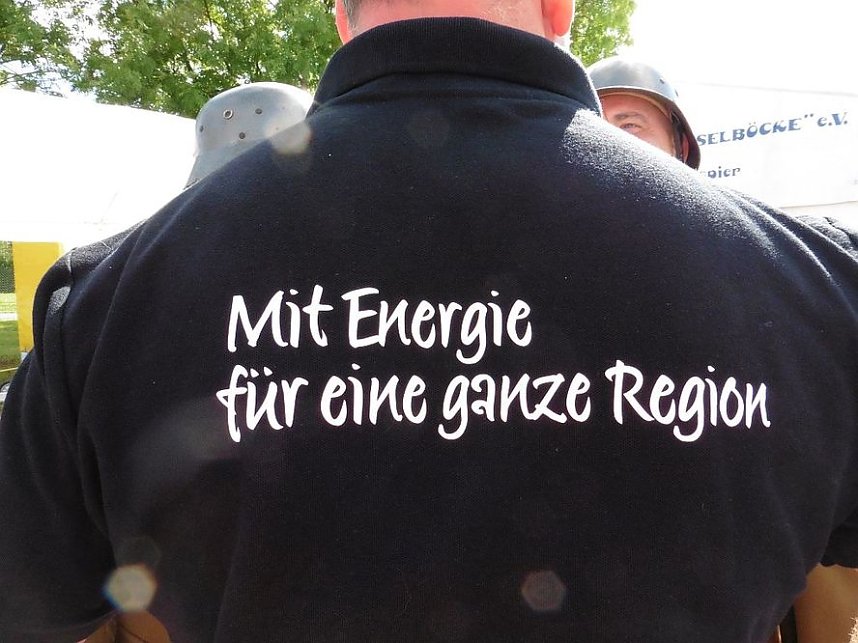 Mit Energie
für eine ganze Region
SELBÖCKE" e.V.